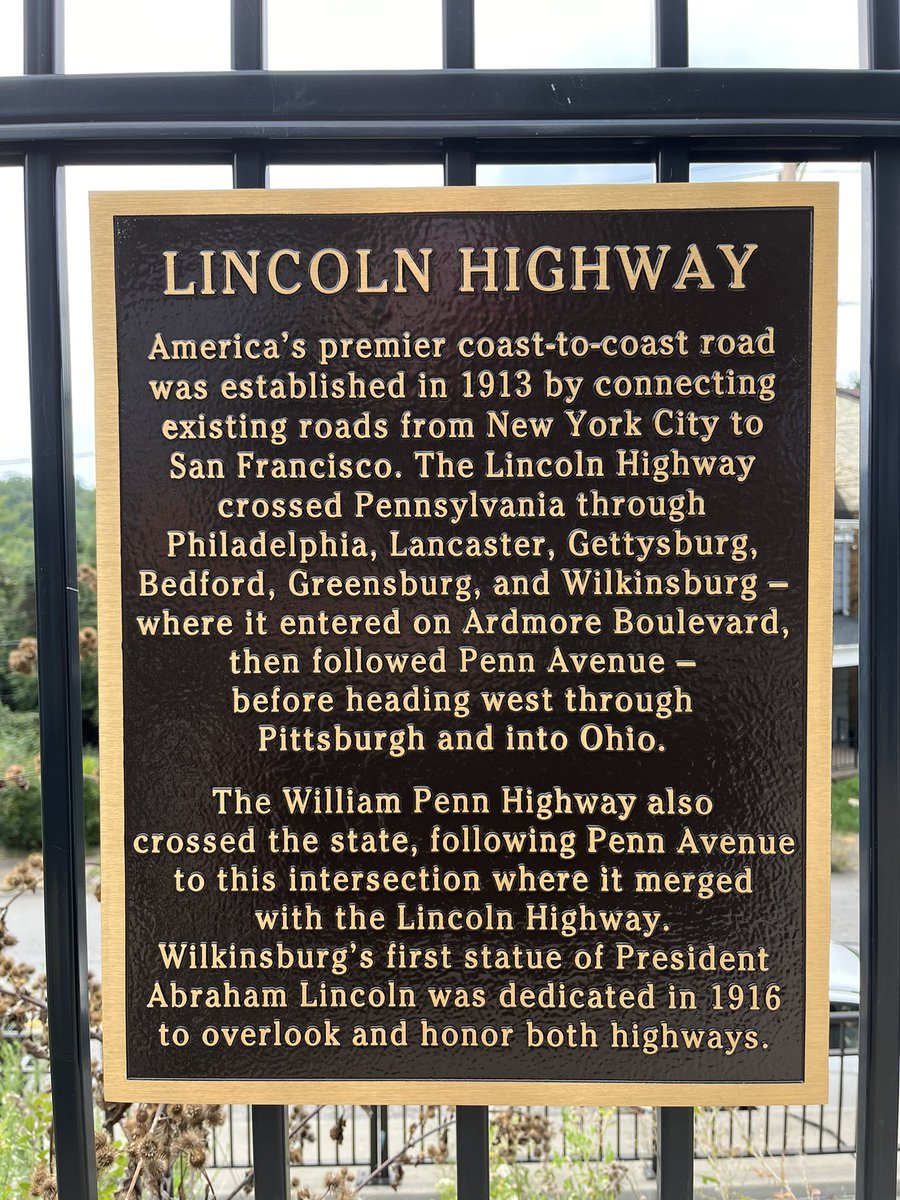 LINCOLN HIGHWAY
America's premier coast-to-coast road
was established in 1913 by connecting
existing roads from New York City to
San Francisco. The Lincoln Highway
crossed Pennsylvania through
Philadelphia, Lancaster, Gettysburg,
Bedford, Greensburg, and Wilkinsburg –
where it entered on Ardmore Boulevard,
then followed Penn Avenue –
before heading west through
Pittsburgh and into Ohio.
The William Penn Highway also
crossed the state, following Penn Avenue
to this intersection where it merged
with the Lincoln Highway.
Wilkinsburg's first statue of President
Abraham Lincoln was dedicated in 1916
to overlook and honor both highways.